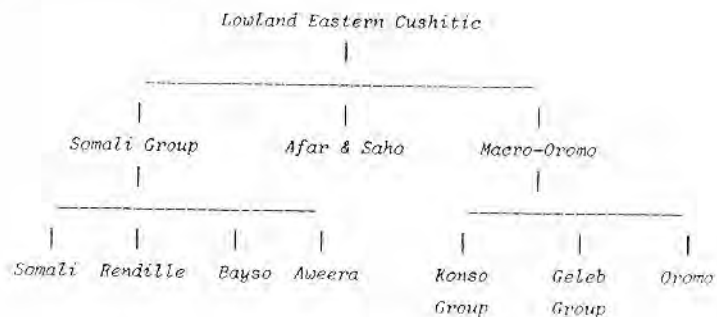 Lowland Eastern Cushitic
Somali Group Afar & Saho Macro-Oromo
Somali Rendille Bayso Aweera Konso Geleb Oromo
Group Group